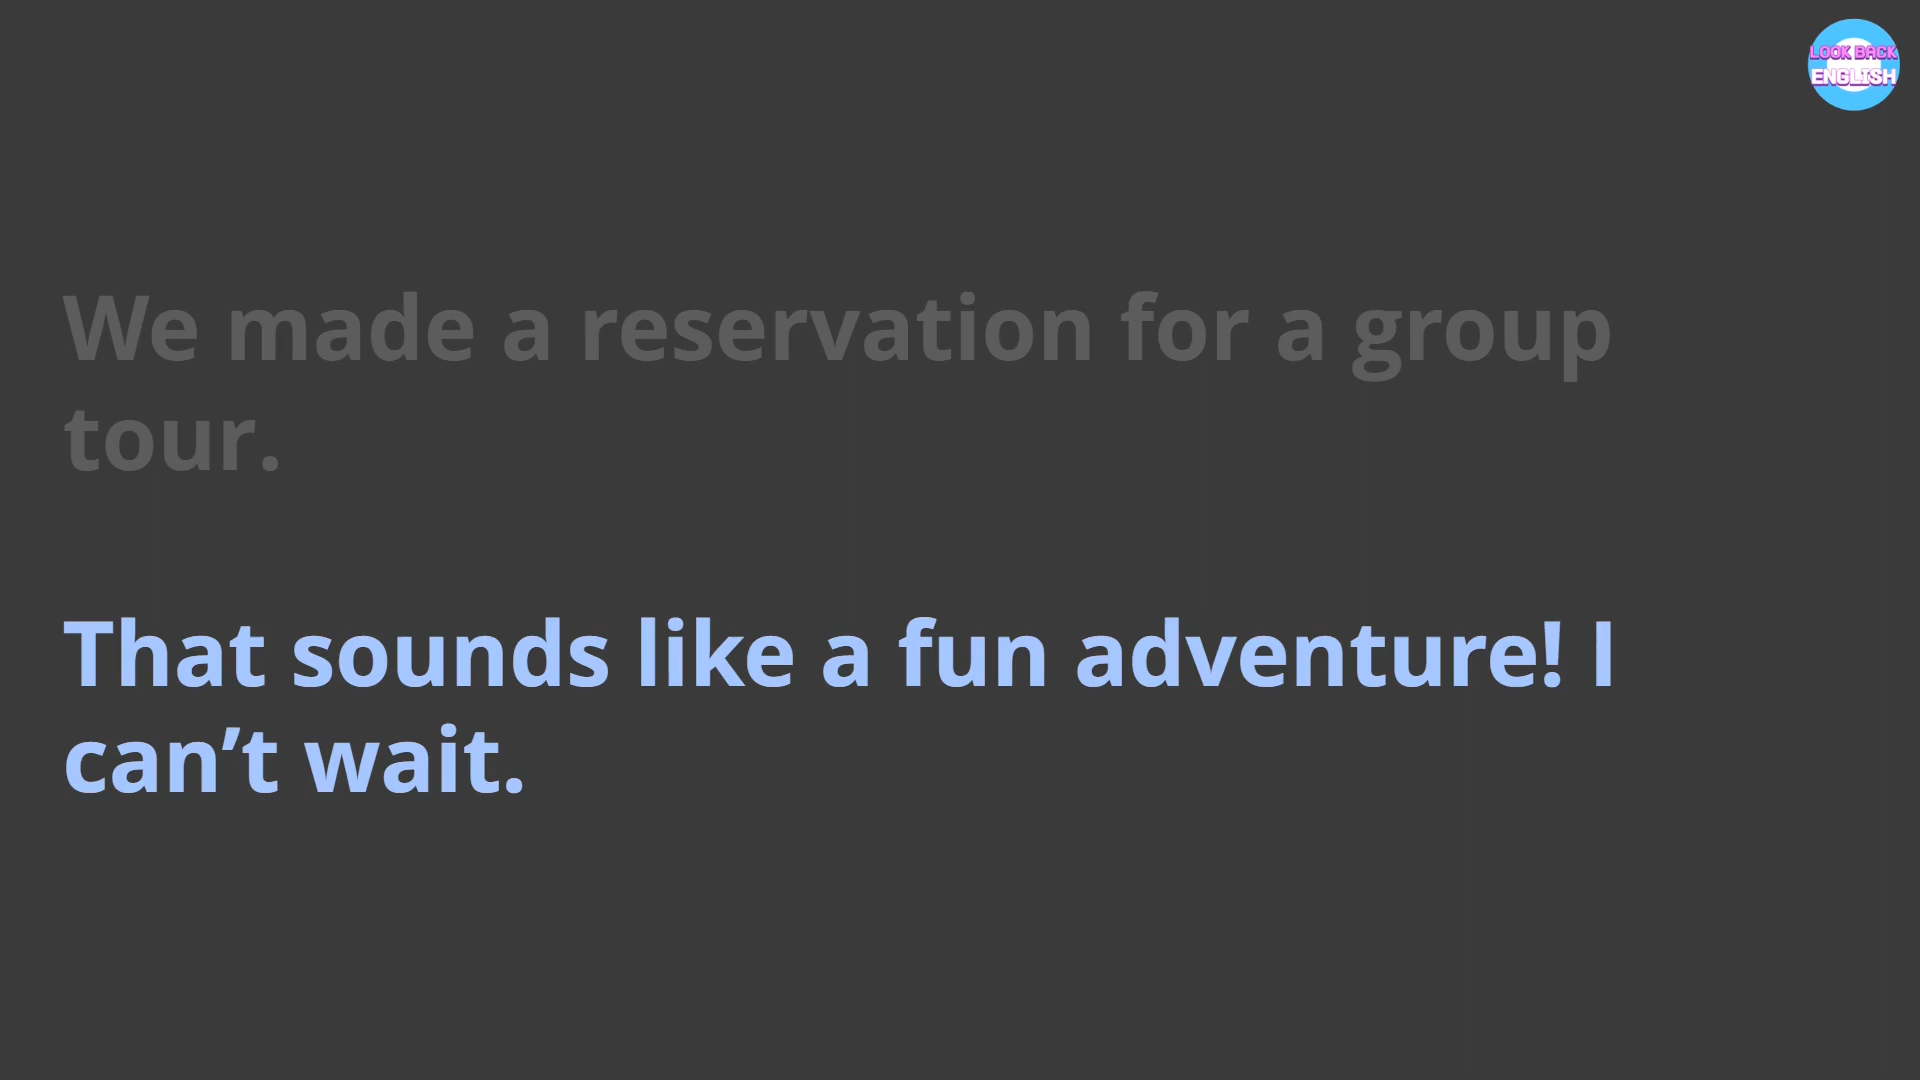 LOOK BACK
ENGLISH
We made a reservation for a group
tour.
That sounds like a fun adventure! I
can’t wait.